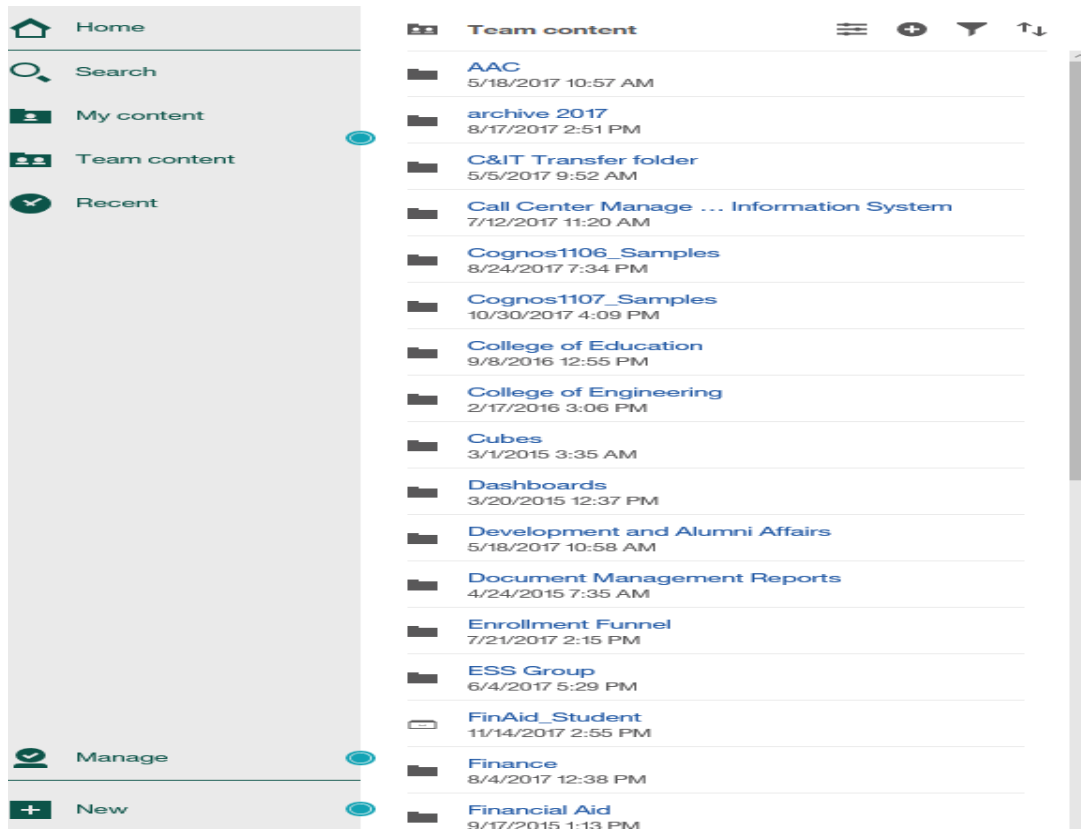 Home
Search
My content
Team content
Recent
Manage
New
Team content
AAC
5/18/2017 10:57 AM
archive 2017
8/17/2017 2:51 PM
C&IT Transfer folder
5/5/2017 9:52 AM
Call Center Manage ... Information System
7/12/2017 11:20 AM
Cognos1106_Samples
8/24/2017 7:34 PM
Cognos1107_Samples
10/30/2017 4:09 PM
College of Education
9/8/2016 12:55 PM
College of Engineering
2/17/2016 3:06 PM
Cubes
3/1/2015 3:35 AM
Dashboards
3/20/2015 12:37 PM
Development and Alumni Affairs
5/18/2017 10:58 AM
Document Management Reports
4/24/2015 7:35 AM
Enrollment Funnel
7/21/2017 2:15 PM
ESS Group
6/4/2017 5:29 PM
FinAid_Student
11/14/2017 2:55 PM
Finance
8/4/2017 12:38 PM
Financial Aid
9/17/2015 1:13 PM